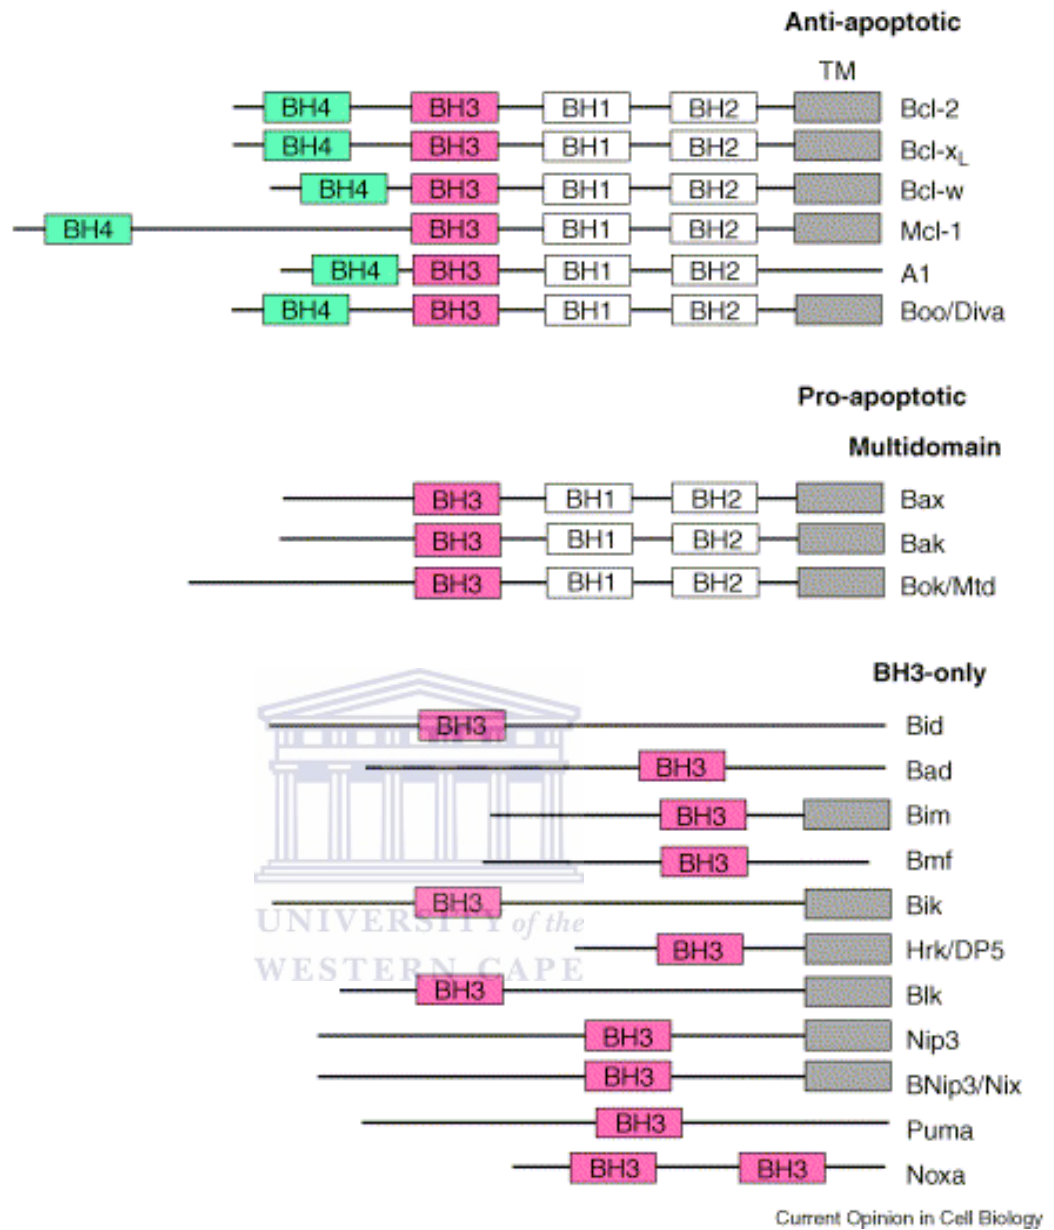 Anti-apoptotic
TM
BH4 BH3 BH1 BH2 Bcl-2
BH4 BH3 BH1 BH2 Bcl-xL
BH4 BH3 BH1 BH2 Bcl-w
BH4 BH3 BH1 BH2 Mcl-1
BH4 BH3 BH1 BH2 A1
BH4 BH3 BH1 BH2 Boo/Diva
Pro-apoptotic
Multidomain
BH3 BH1 BH2 Bax
BH3 BH1 BH2 Bak
BH3 BH1 BH2 Bok/Mtd
BH3-only
BH3 Bid
BH3 Bad
BH3 Bim
BH3 Bmf
BH3 Bik
UNIVERSITY of the
BH3 Hrk/DP5
WESTERN CAPE
BH3 Blk
BH3 Nip3
BH3 BNip3/Nix
BH3 Puma
BH3 BH3 Noxa
Current Opinion in Cell Biology